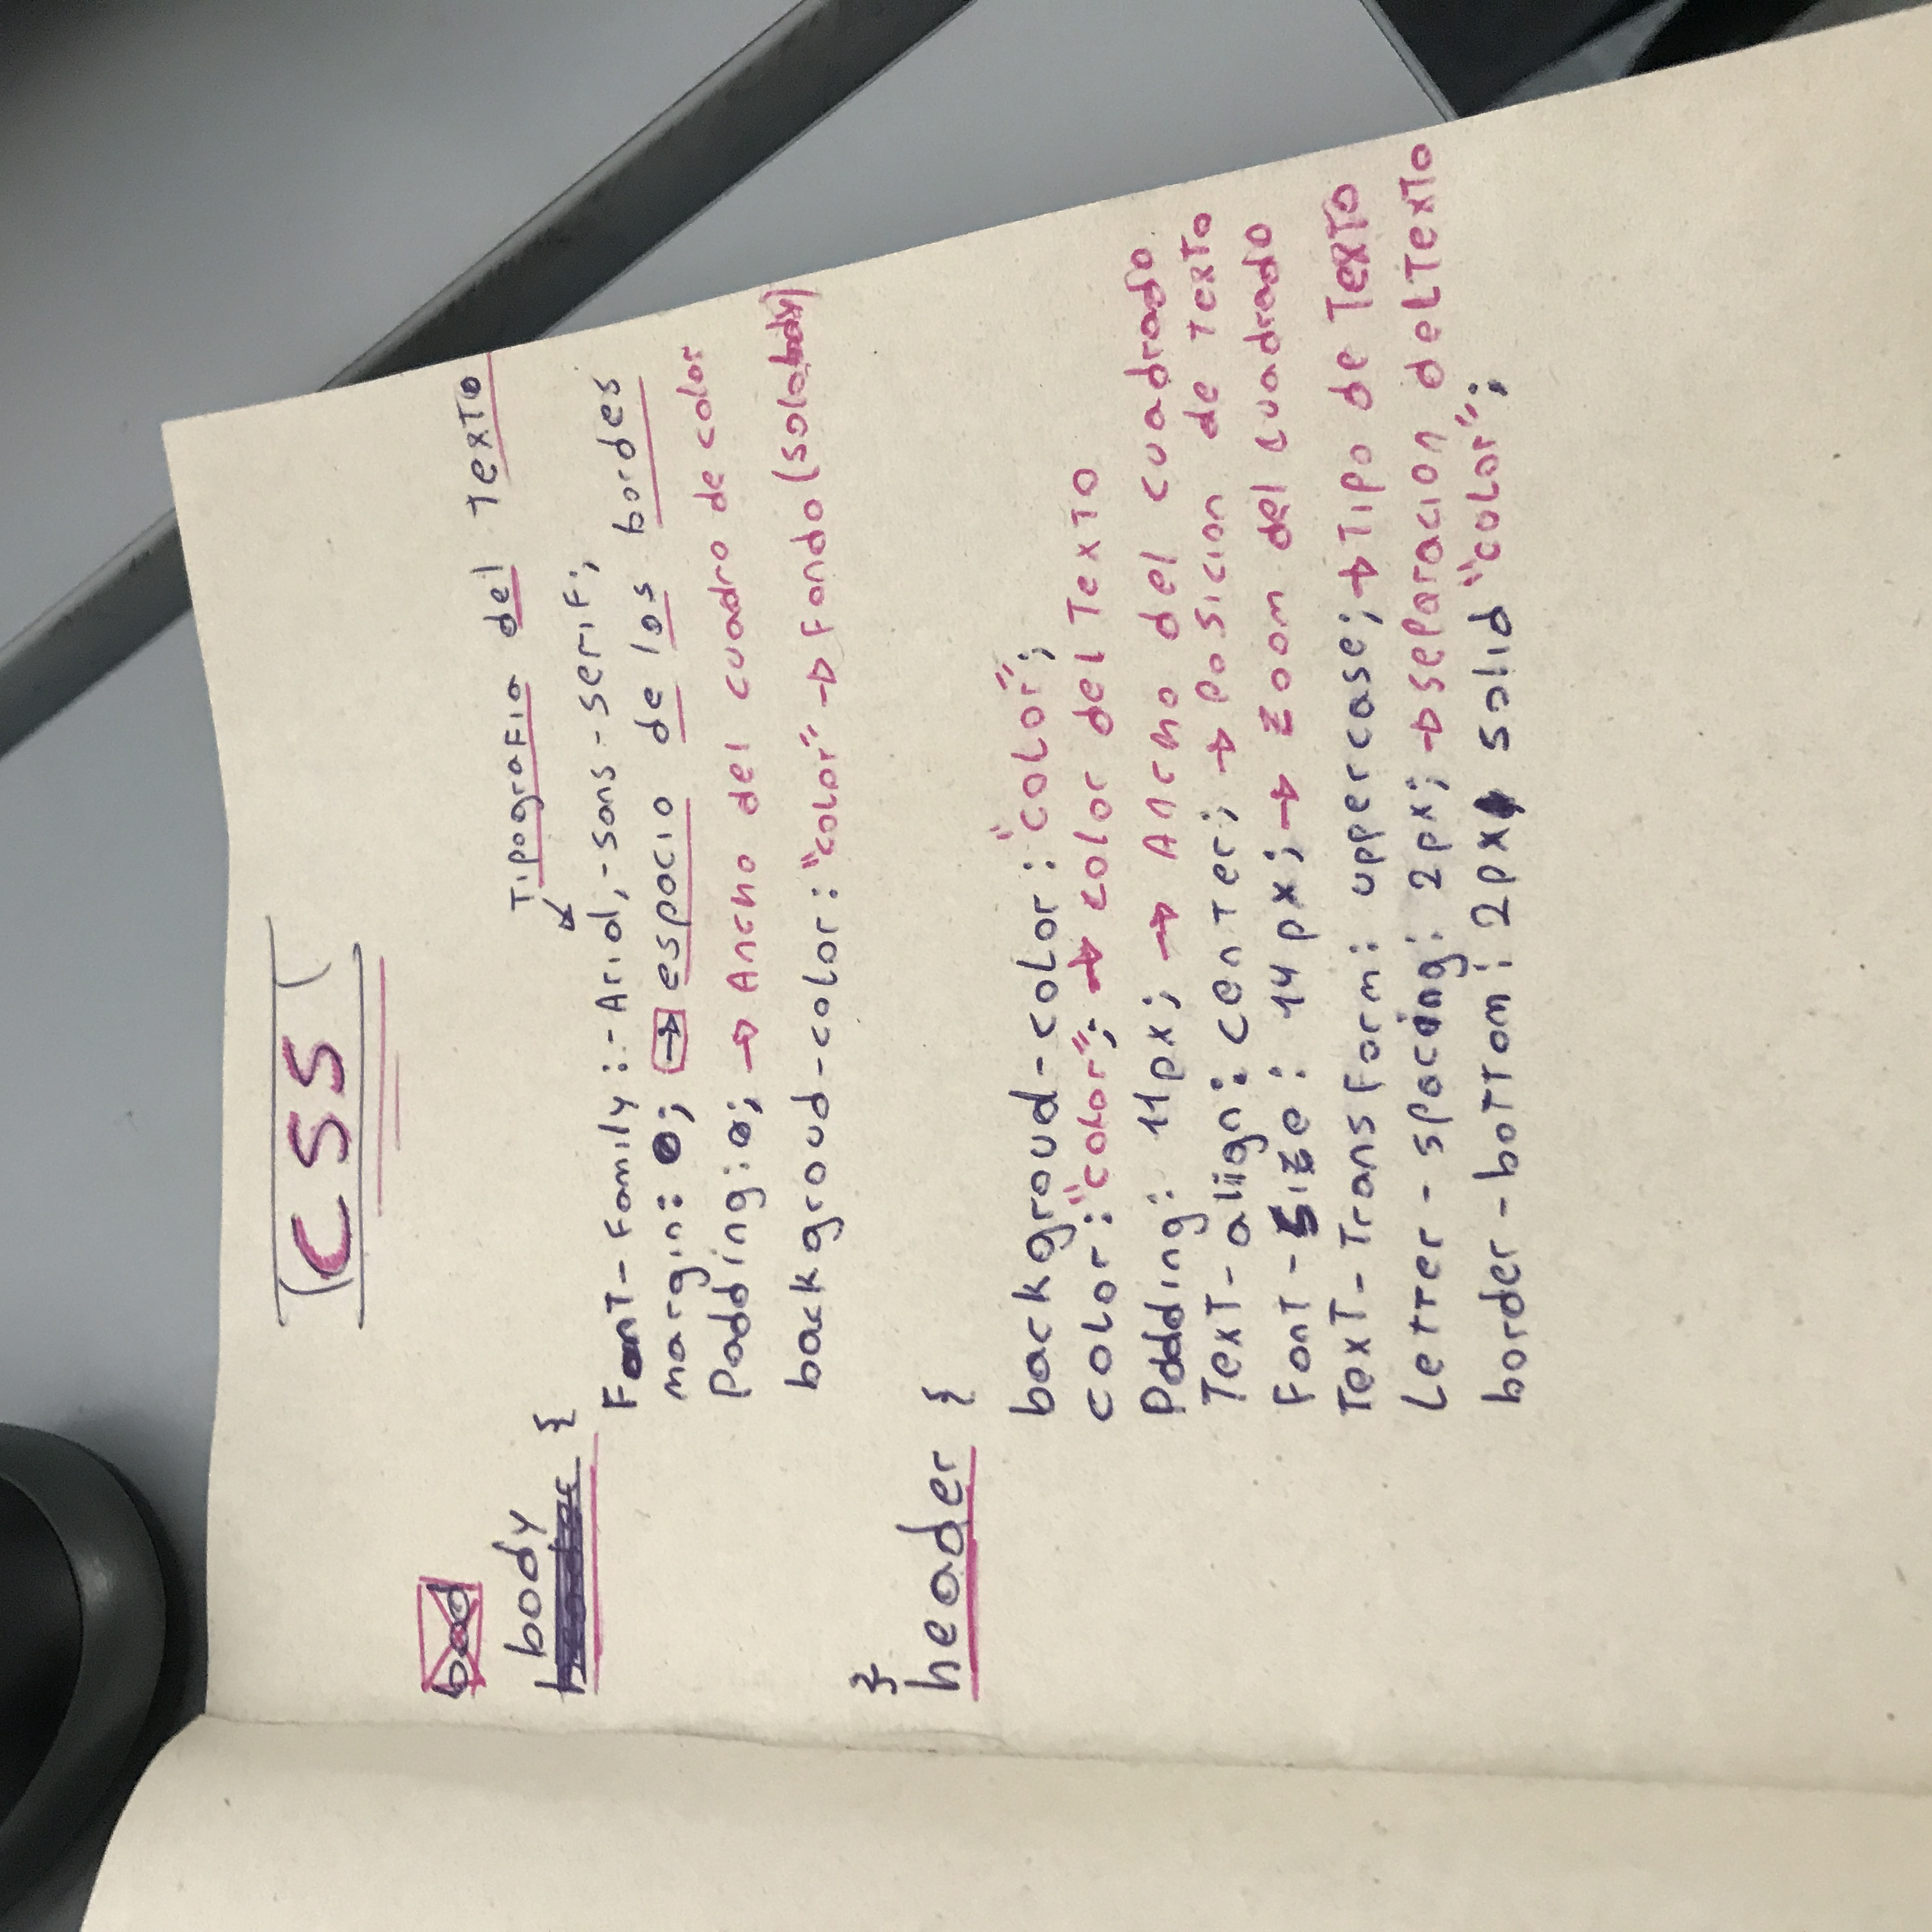 CSS
bod
Tipografia del Texto
body {
Font-Family:-Arial,-sans-serif;
margin: 0; → espacio de los bordes
Padding: 0; → Ancho del cuadro de color
backgroud-color: "color" → Fondo (solo body)
}
header {
backgroud-color: "color";
color: "color"; → color del Texto
Padding: 11px; → Ancho del cuadrado
Text-aliign: center; → posicion de Texto
Font-Size: 14px; → zoom del cuadrado
Text-Transform: uppercase; → Tipo de Texto
Letter-spacing: 2px; → separacion del Texto
border-bottom: 2px solid "color";